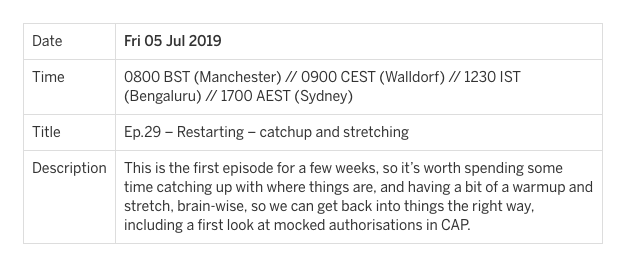 Date Fri 05 Jul 2019
Time 0800 BST (Manchester) // 0900 CEST (Walldorf) // 1230 IST
(Bengaluru) // 1700 AEST (Sydney)
Title Ep.29 – Restarting – catchup and stretching
Description This is the first episode for a few weeks, so it’s worth spending some
time catching up with where things are, and having a bit of a warmup and
stretch, brain-wise, so we can get back into things the right way,
including a first look at mocked authorisations in CAP.